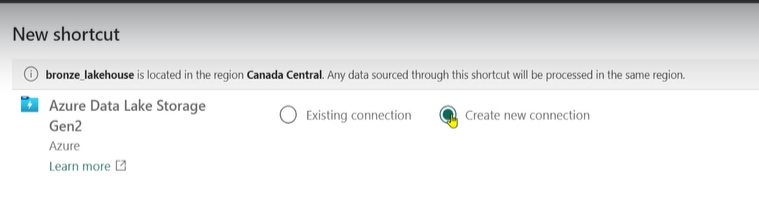 New shortcut
bronze_lakehouse is located in the region Canada Central. Any data sourced through this shortcut will be processed in the same region.
Azure Data Lake Storage
Gen2
Azure
Learn more
Existing connection
Create new connection